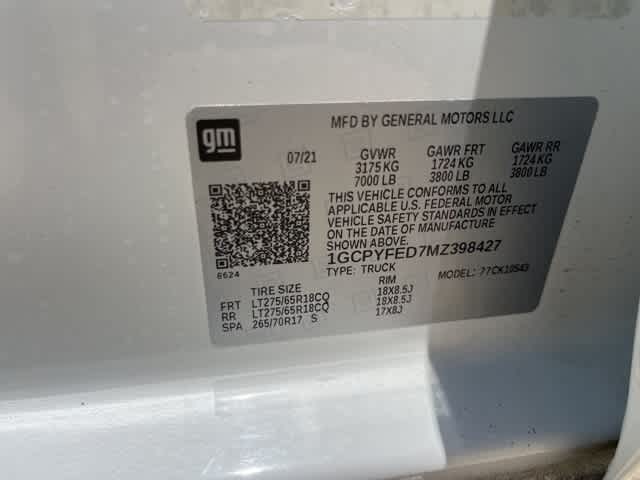 gm
MFD BY GENERAL MOTORS LLC
07/21 GVWR GAWR FRT GAWR RR
3175 KG 1724 KG 1724 KG
7000 LB 3800 LB 3800 LB
THIS VEHICLE CONFORMS TO ALL
APPLICABLE U.S. FEDERAL MOTOR
VEHICLE SAFETY STANDARDS IN EFFECT
ON THE DATE OF MANUFACTURE
SHOWN ABOVE.
8624
1GCPYFED7MZ398427
TYPE: TRUCK MODEL: 77CK10543
TIRE SIZE RIM
FRT LT275/65R18CQ 18X8.5J
RR LT275/65R18CQ 18X8.5J
SPA 265/70R17 S 17X8J